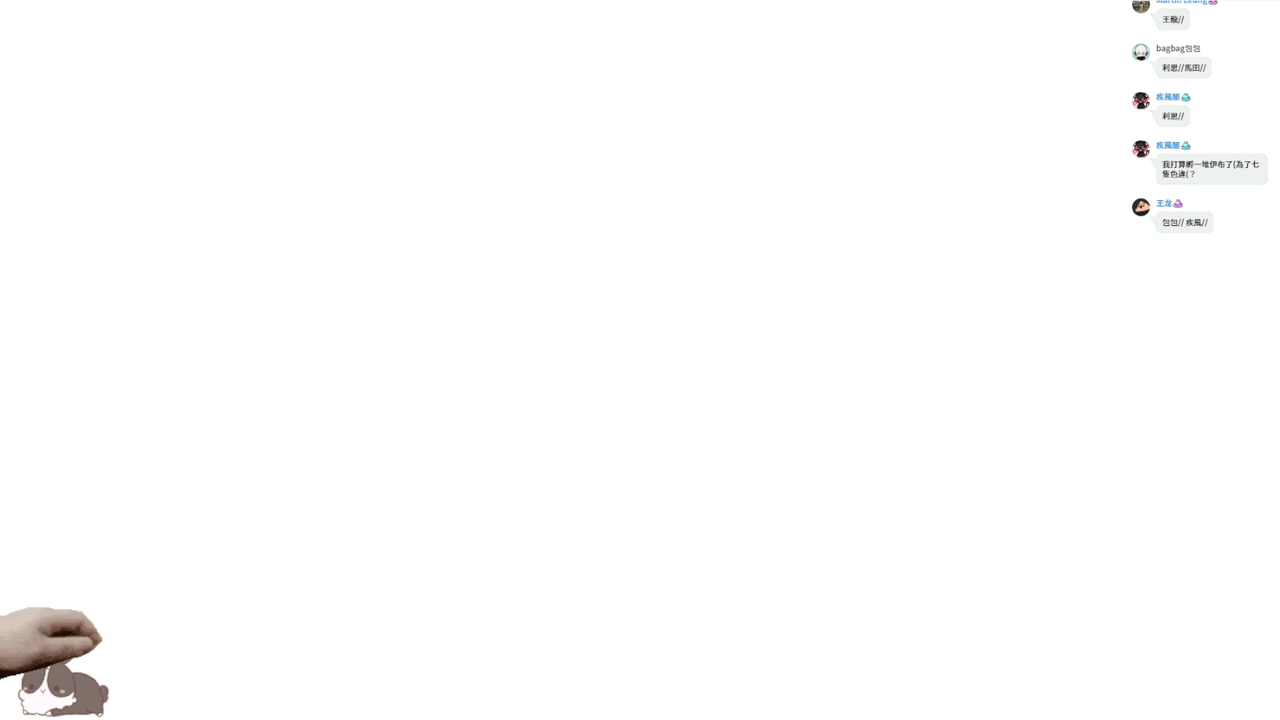 王龍//
bagbag包包
利恩//馬田//
疾風闇
利恩//
疾風闇
我打算孵一堆伊布了(為了七
隻色違(？
王龙
包包// 疾風//